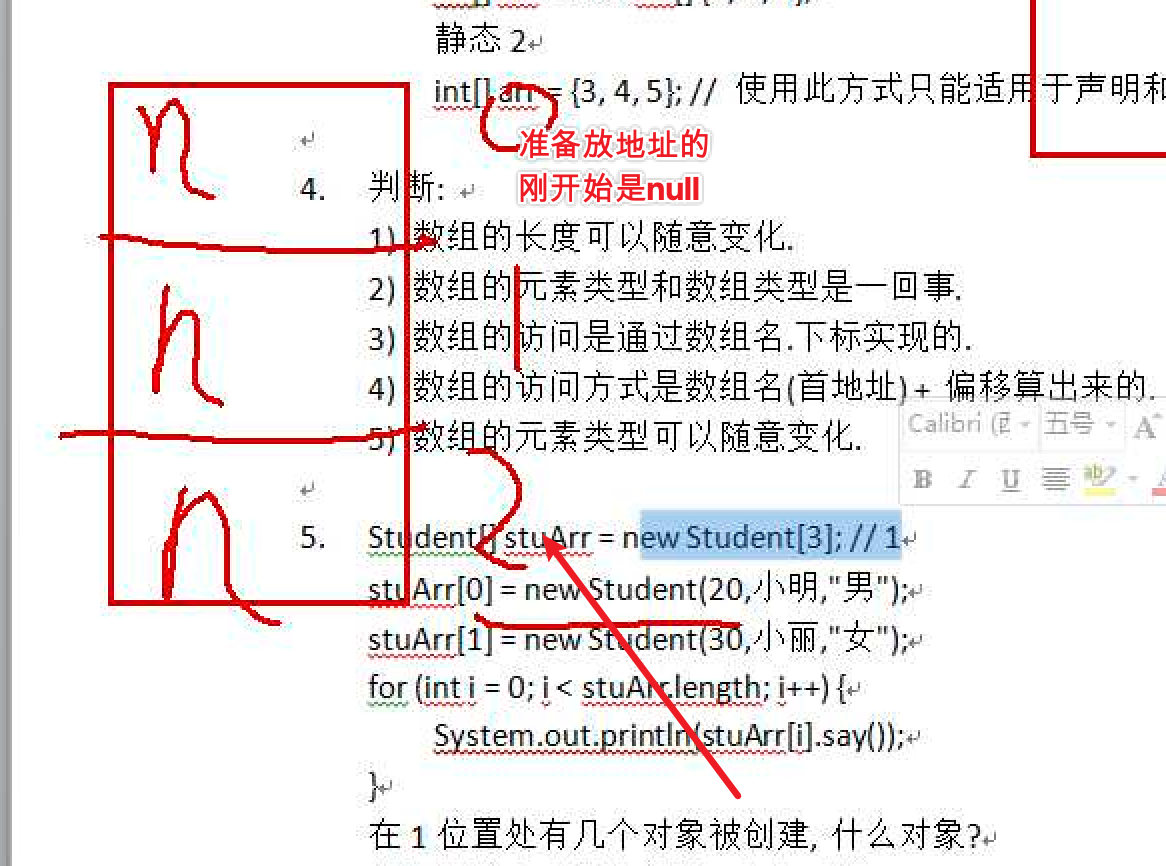 静态 2
int[] arr = {3, 4, 5}; // 使用此方式只能适用于声明和
准备放地址的
刚开始是null
n
4. 判断:
1) 数组的长度可以随意变化.
2) 数组的元素类型和数组类型是一回事.
3) 数组的访问是通过数组名.下标实现的.
n
4) 数组的访问方式是数组名(首地址)+ 偏移算出来的.
5) 数组的元素类型可以随意变化.
Calibri (西 五号 A
B I U ab
n
5. Student[] stuArr = new Student[3]; // 1
stuArr[0] = new Student(20,小明,"男");
stuArr[1] = new Student(30,小丽,"女");
for (int i = 0; i < stuArr.length; i++) {
System.out.println(stuArr[i].say());
}
在 1 位置处有几个对象被创建, 什么对象?